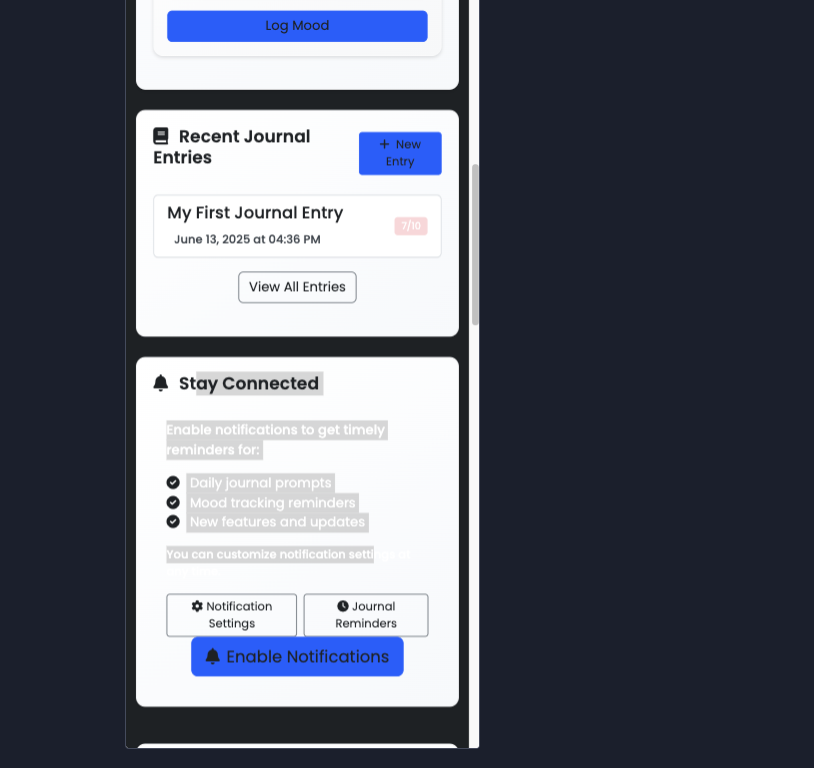 Log Mood
Recent Journal
Entries
+ New
Entry
My First Journal Entry
7/10
June 13, 2025 at 04:36 PM
View All Entries
Stay Connected
Enable notifications to get timely
reminders for:
Daily journal prompts
Mood tracking reminders
New features and updates
You can customize notification settings at
Notification
Settings
Journal
Reminders
Enable Notifications